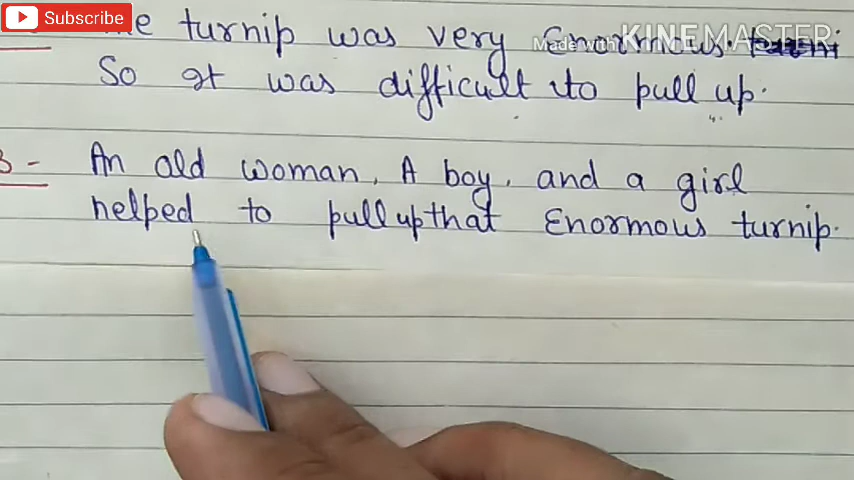 Subscribe
turnip was very Enormous.
Made with KINEMASTER
So It was difficult to pull up.
3 - An old woman, A boy, and a girl
helped to pull up that Enormous turnip.